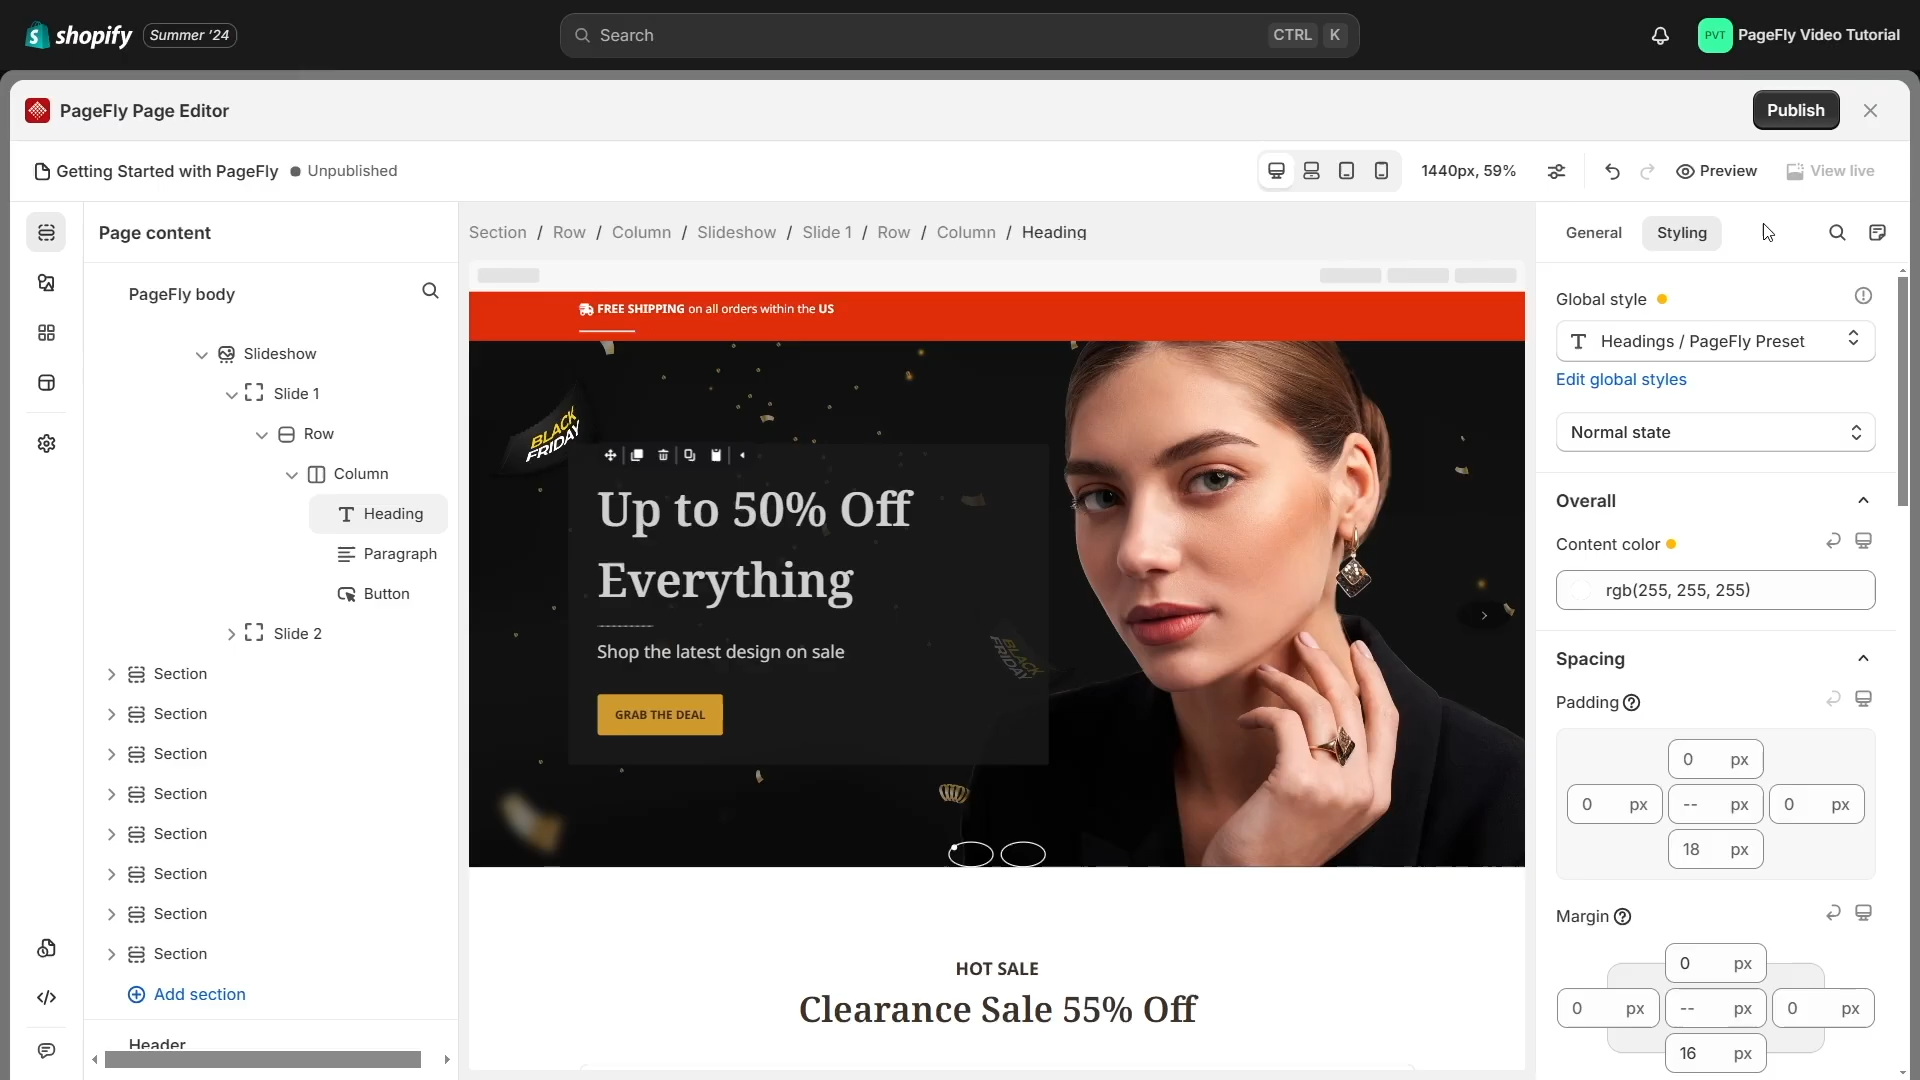 shopify
Summer '24
Search
CTRL K
PVT
PageFly Video Tutorial
PageFly Page Editor
Publish
Getting Started with PageFly
Unpublished
1440px, 59%
Preview
View live
Page content
PageFly body
Slideshow
Slide 1
Row
Column
Heading
Paragraph
Button
Slide 2
Section
Section
Section
Section
Section
Section
Section
Section
Add section
Header
Section / Row / Column / Slideshow / Slide 1 / Row / Column / Heading
FREE SHIPPING on all orders within the US
BLACK
FRIDAY
Up to 50% Off
Everything
Shop the latest design on sale
BLACK
FRIDAY
GRAB THE DEAL
HOT SALE
Clearance Sale 55% Off
General
Styling
Global style
Headings / PageFly Preset
Edit global styles
Normal state
Overall
Content color
rgb(255, 255, 255)
Spacing
Padding
0 px
0 px -- px 0 px
18 px
Margin
0 px
0 px -- px 0 px
16 px